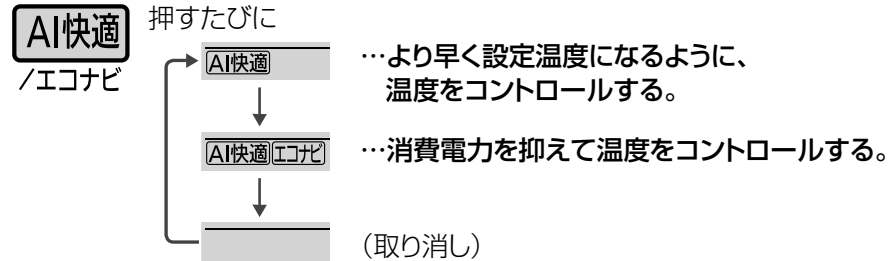 AI快適
/エコナビ
押すたびに
AI快適
…より早く設定温度になるように、
温度をコントロールする。
AI快適 エコナビ
…消費電力を抑えて温度をコントロールする。
(取り消し)